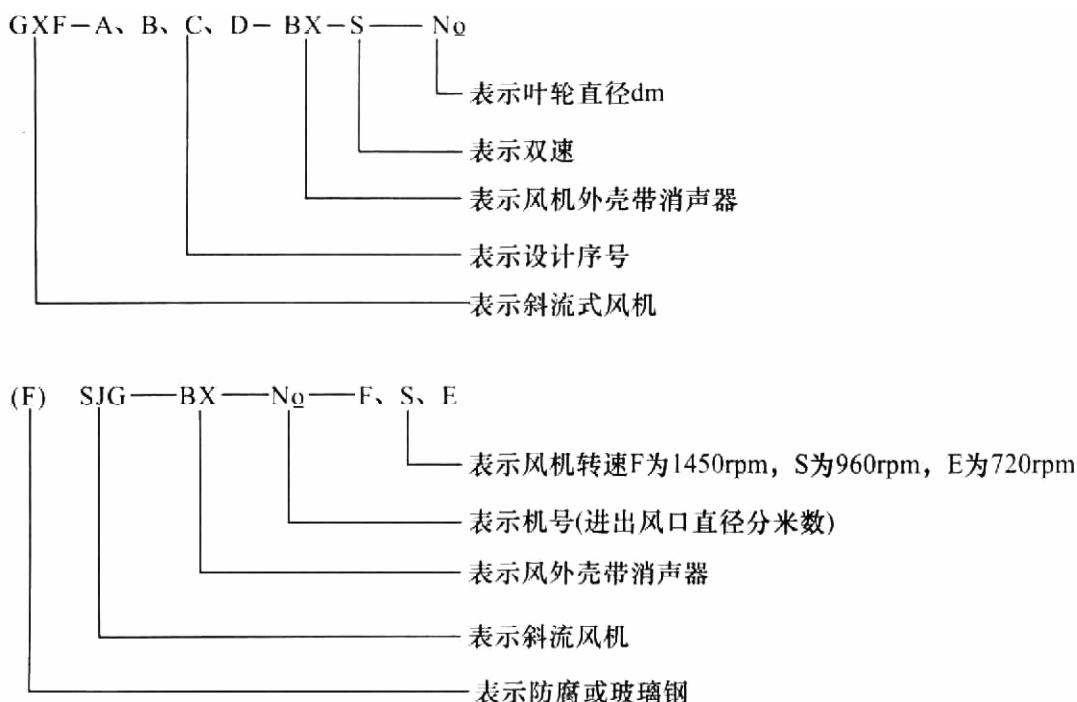 GXF-A、B、C、D-BX-S——№
表示叶轮直径dm
表示双速
表示风机外壳带消声器
表示设计序号
表示斜流式风机
(F) SJG——BX——№——F、S、E
表示风机转速F为1450rpm，S为960rpm，E为720rpm
表示机号(进出风口直径分米数)
表示风外壳带消声器
表示斜流风机
表示防腐或玻璃钢